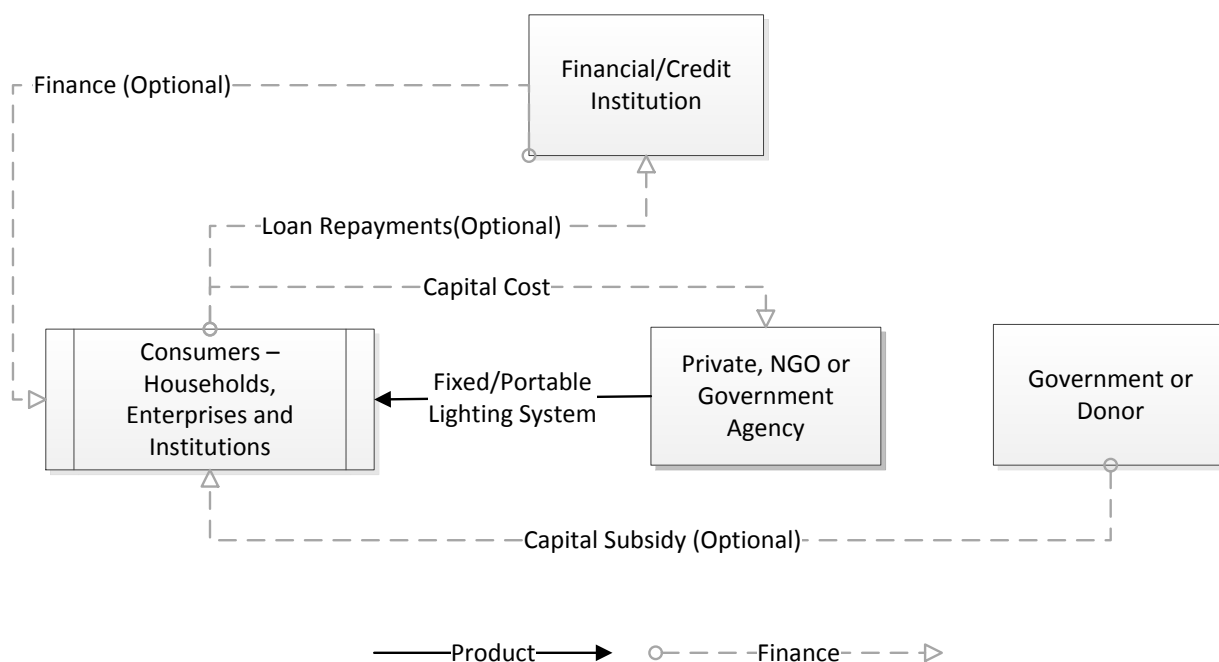 Financial/Credit
Institution
Finance (Optional)
Loan Repayments(Optional)
Capital Cost
Consumers –
Households,
Enterprises and
Institutions
Fixed/Portable
Lighting System
Private, NGO or
Government
Agency
Government or
Donor
Capital Subsidy (Optional)
Product
Finance